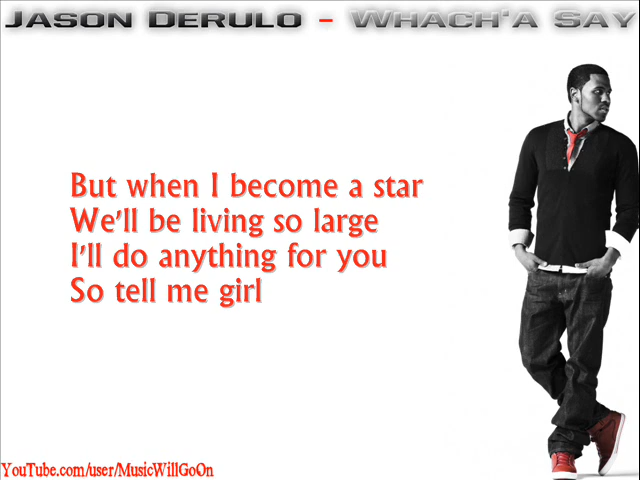 Jason Derulo - Whach'a Say
But when I become a star
We'll be living so large
I'll do anything for you
So tell me girl
YouTube.com/user/MusicWillGoOn